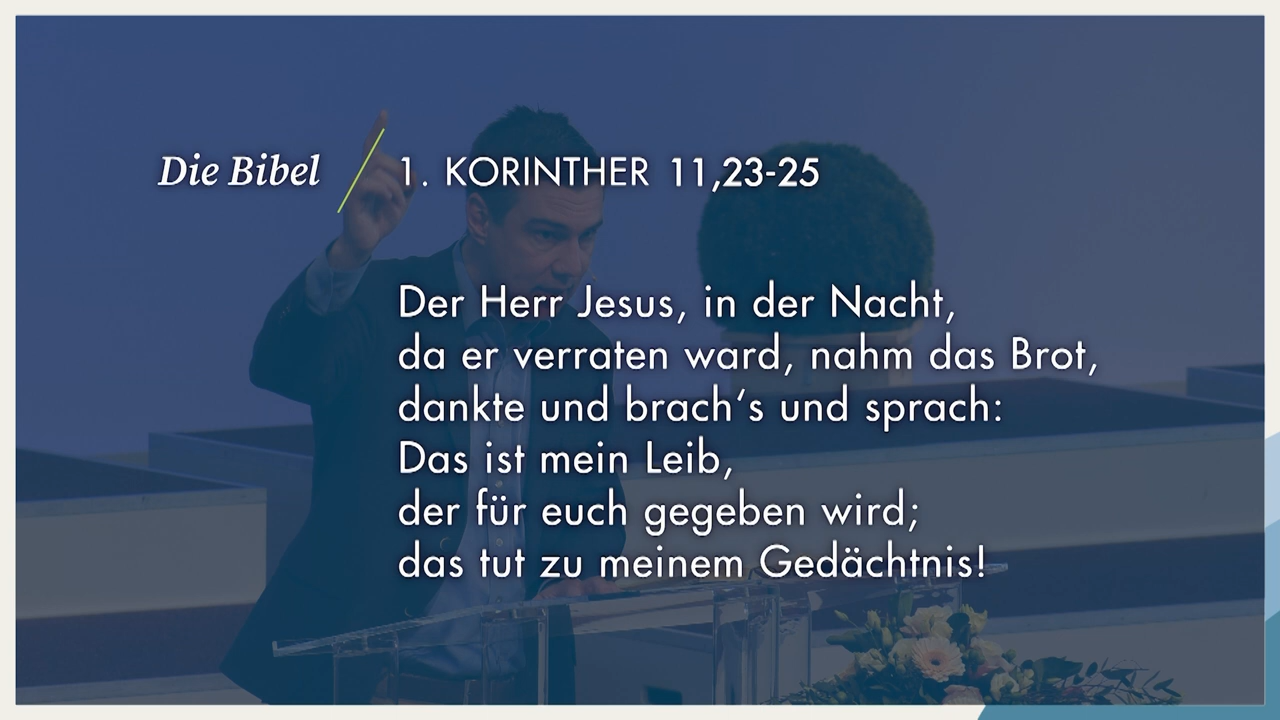 Die Bibel 1. KORINTHER 11,23-25
Der Herr Jesus, in der Nacht,
da er verraten ward, nahm das Brot,
dankte und brach‘s und sprach:
Das ist mein Leib,
der für euch gegeben wird;
das tut zu meinem Gedächtnis!